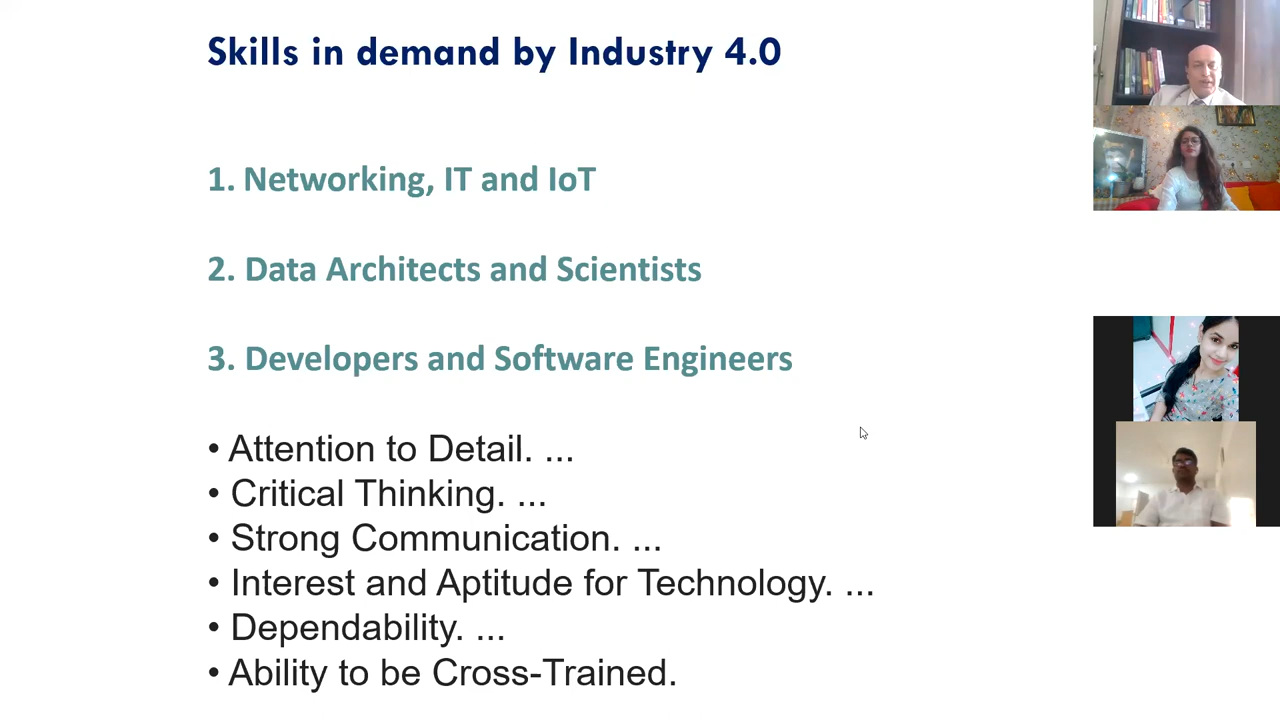 Skills in demand by Industry 4.0
1. Networking, IT and IoT
2. Data Architects and Scientists
3. Developers and Software Engineers
• Attention to Detail. ...
• Critical Thinking. ...
• Strong Communication. ...
• Interest and Aptitude for Technology. ...
• Dependability. ...
• Ability to be Cross-Trained.